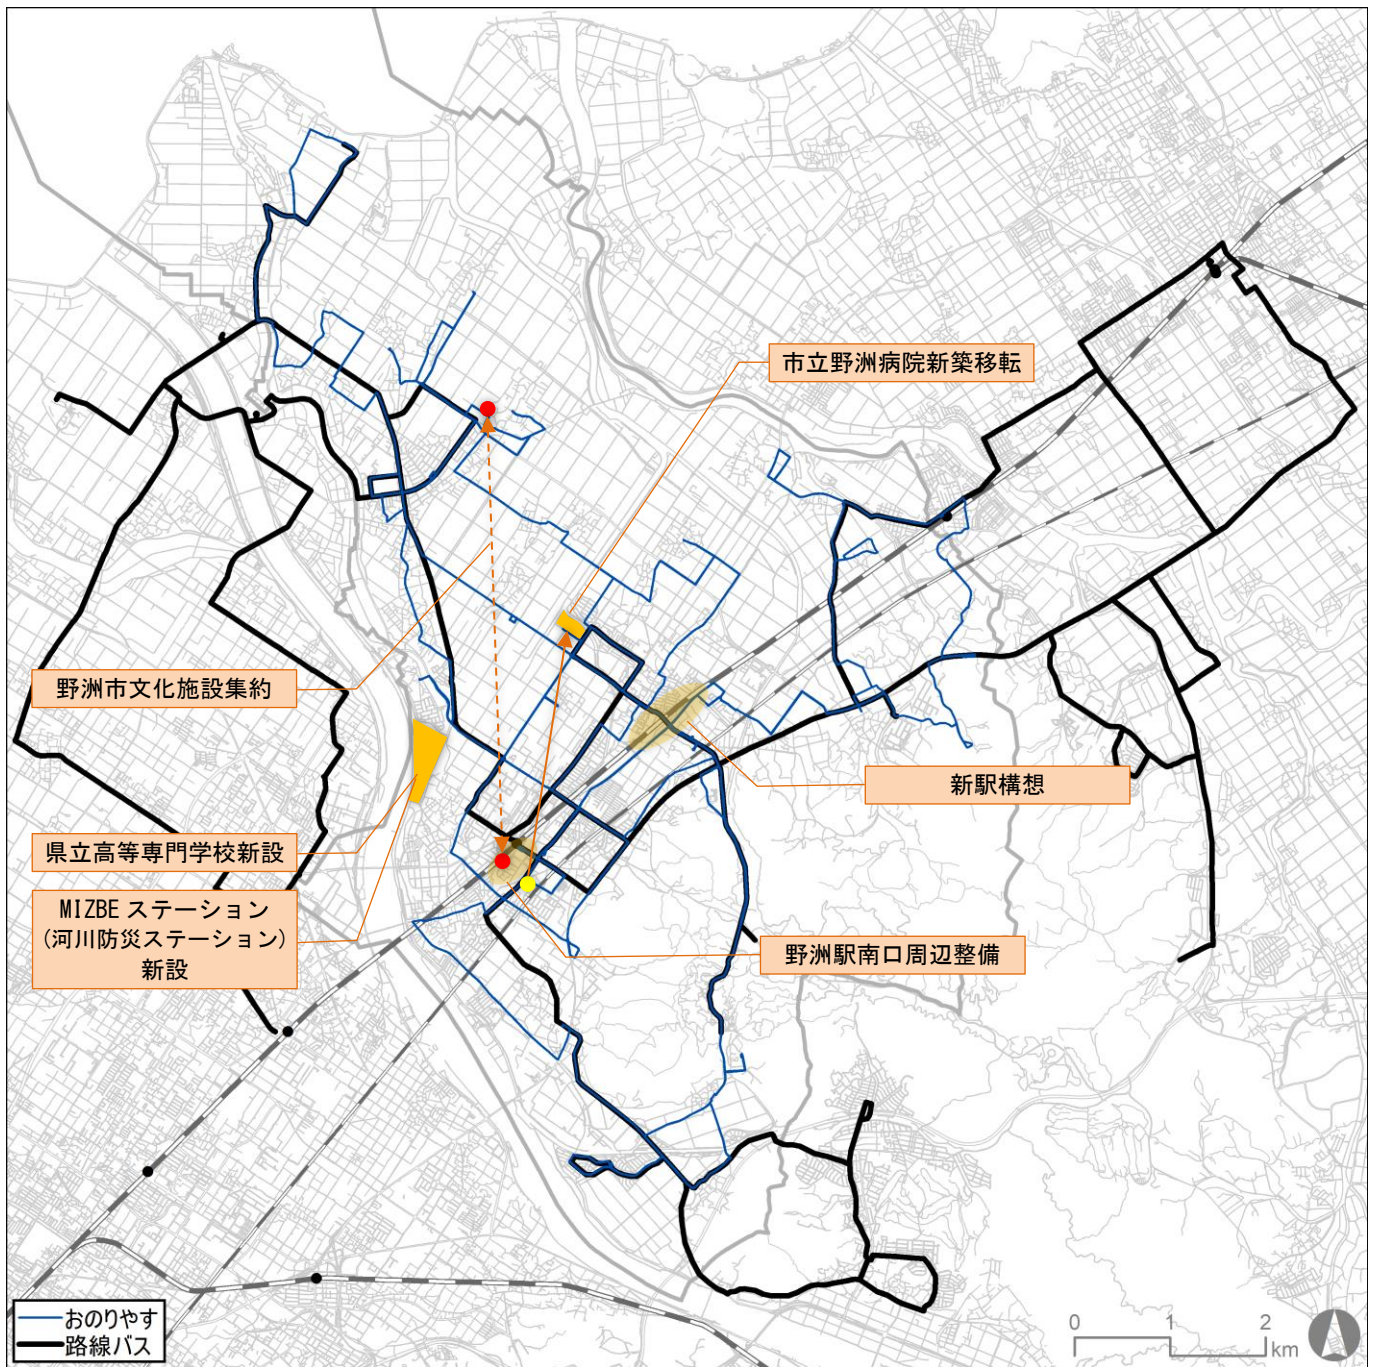 市立野洲病院新築移転
野洲市文化施設集約
新駅構想
県立高等専門学校新設
MIZBE ステーション
(河川防災ステーション)
新設
野洲駅南口周辺整備
おのりやす
路線バス
0 1 2
km